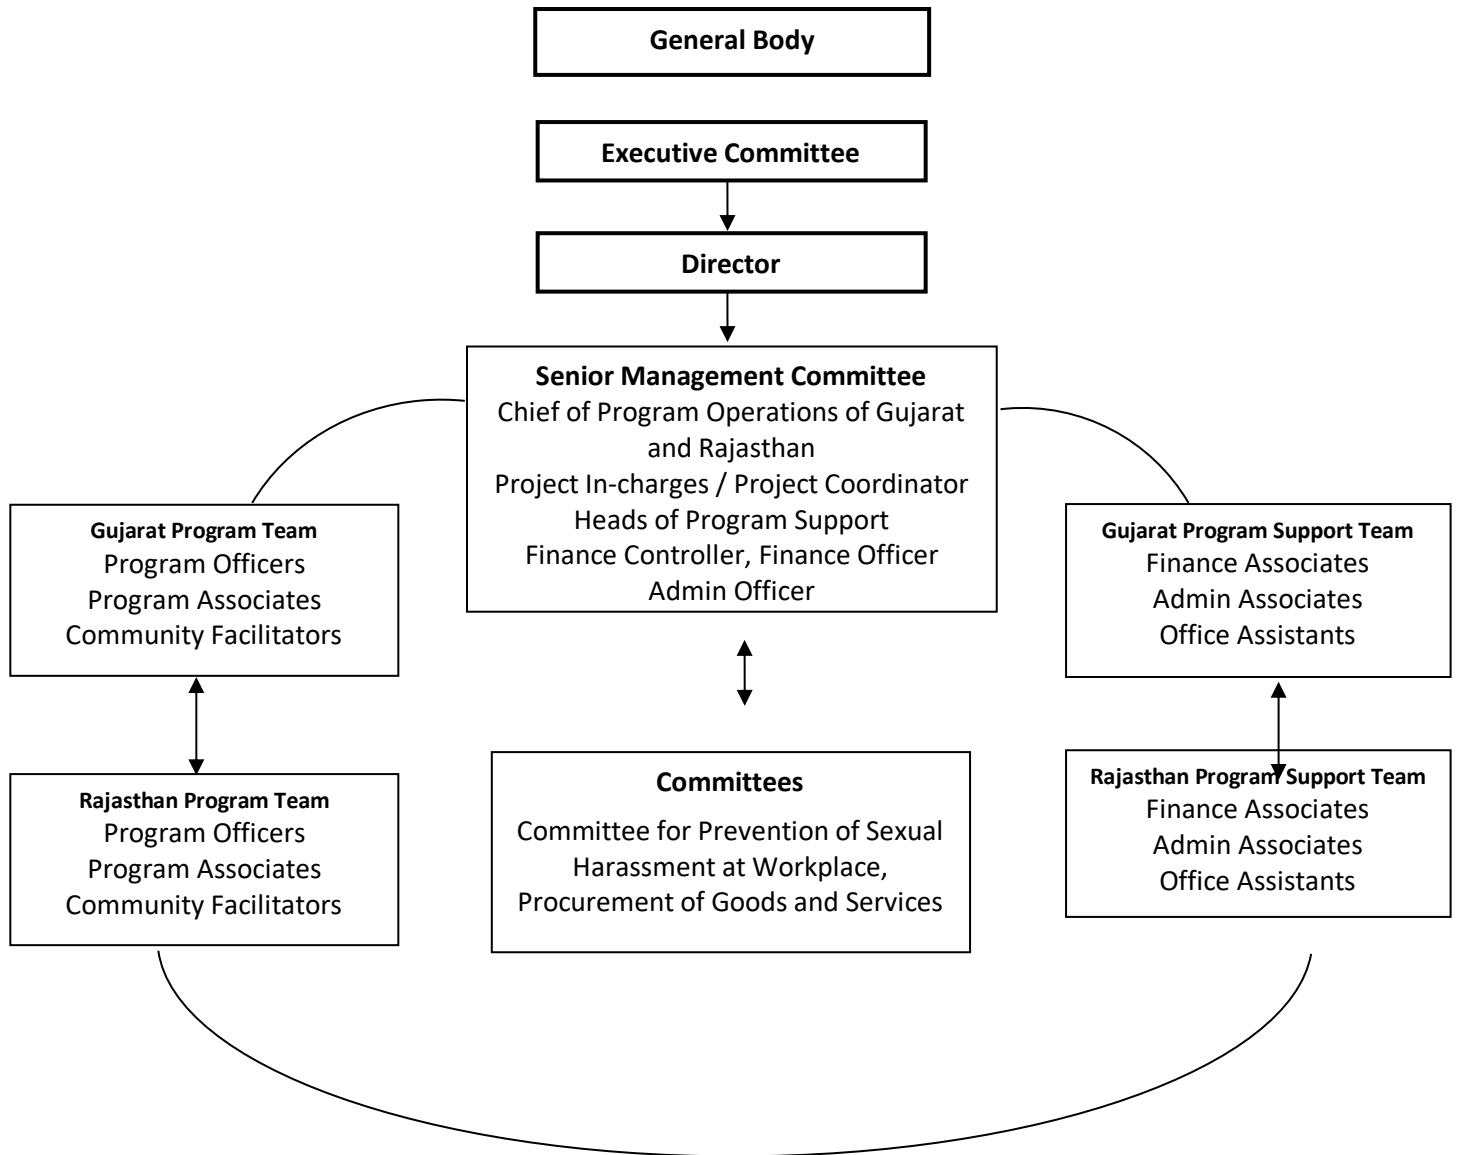 General Body
Executive Committee
Director
Senior Management Committee
Chief of Program Operations of Gujarat
and Rajasthan
Project In-charges / Project Coordinator
Heads of Program Support
Finance Controller, Finance Officer
Admin Officer
Gujarat Program Team
Program Officers
Program Associates
Community Facilitators
Gujarat Program Support Team
Finance Associates
Admin Associates
Office Assistants
Rajasthan Program Team
Program Officers
Program Associates
Community Facilitators
Committees
Committee for Prevention of Sexual
Harassment at Workplace,
Procurement of Goods and Services
Rajasthan Program Support Team
Finance Associates
Admin Associates
Office Assistants